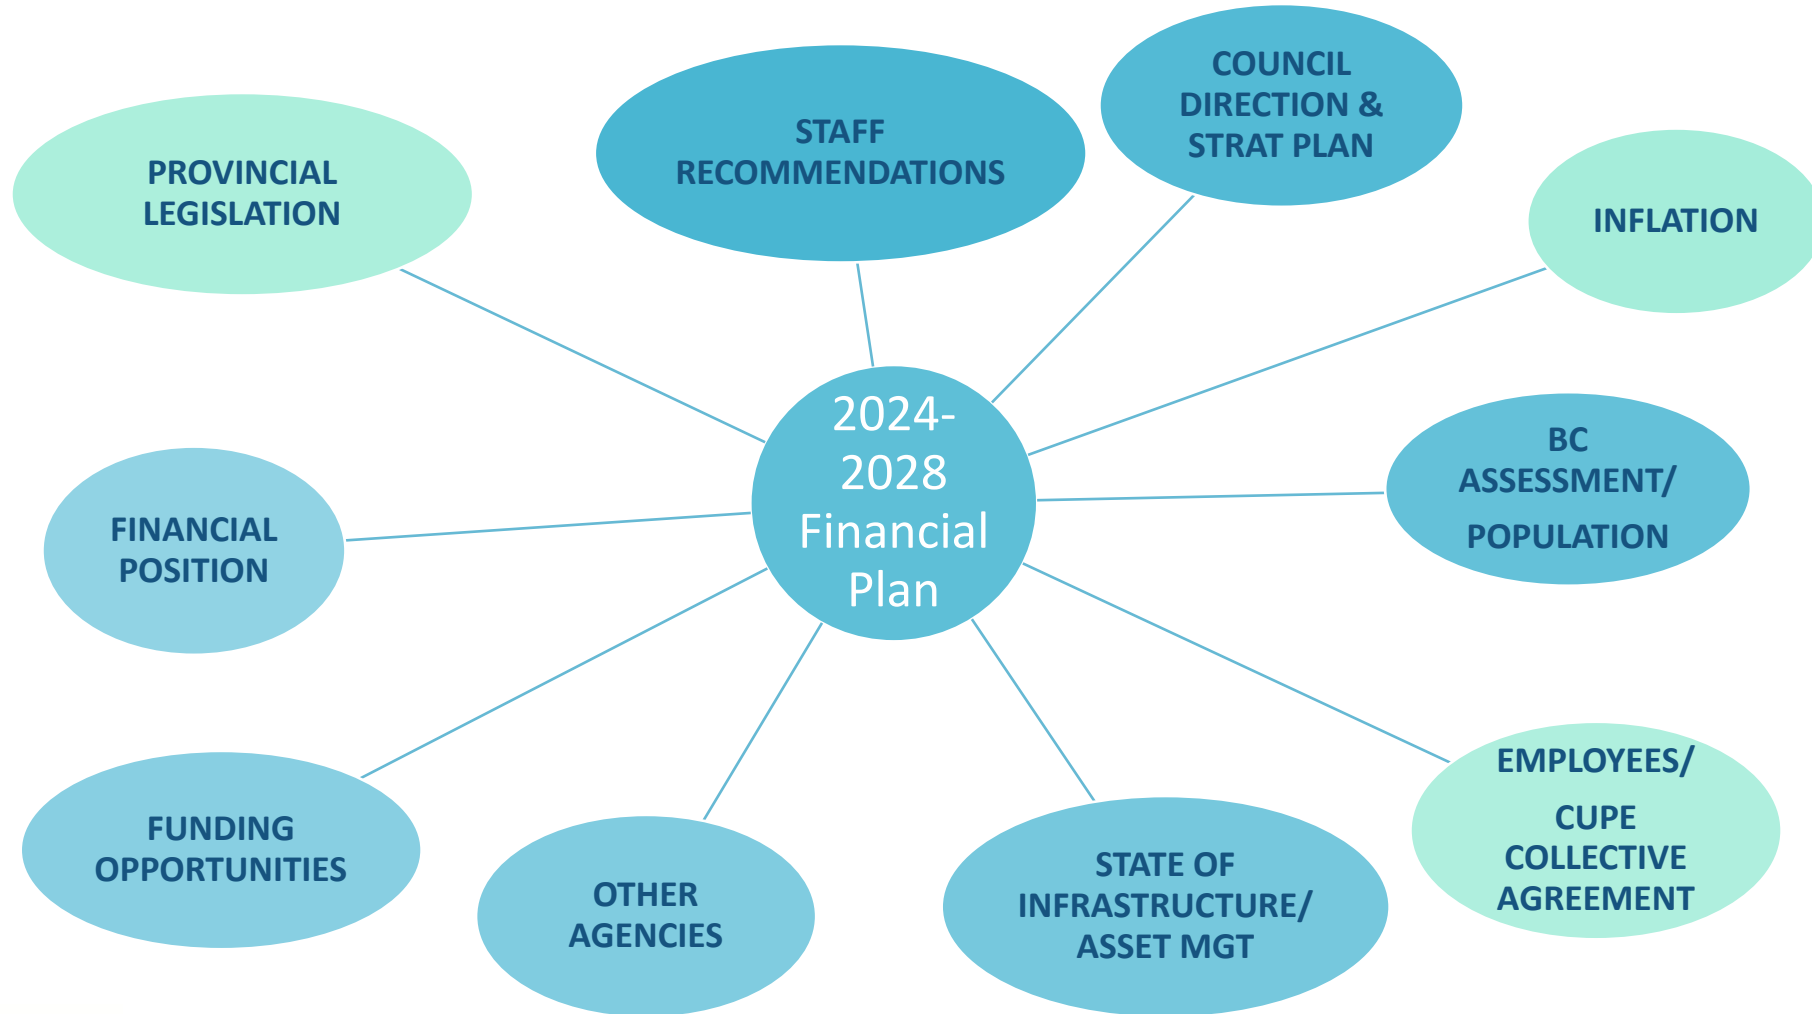 COUNCIL
DIRECTION &
STRAT PLAN
STAFF
RECOMMENDATIONS
PROVINCIAL
LEGISLATION
INFLATION
2024-
2028
Financial
Plan
BC
ASSESSMENT/
POPULATION
FINANCIAL
POSITION
EMPLOYEES/
CUPE
COLLECTIVE
AGREEMENT
FUNDING
OPPORTUNITIES
OTHER
AGENCIES
STATE OF
INFRASTRUCTURE/
ASSET MGT